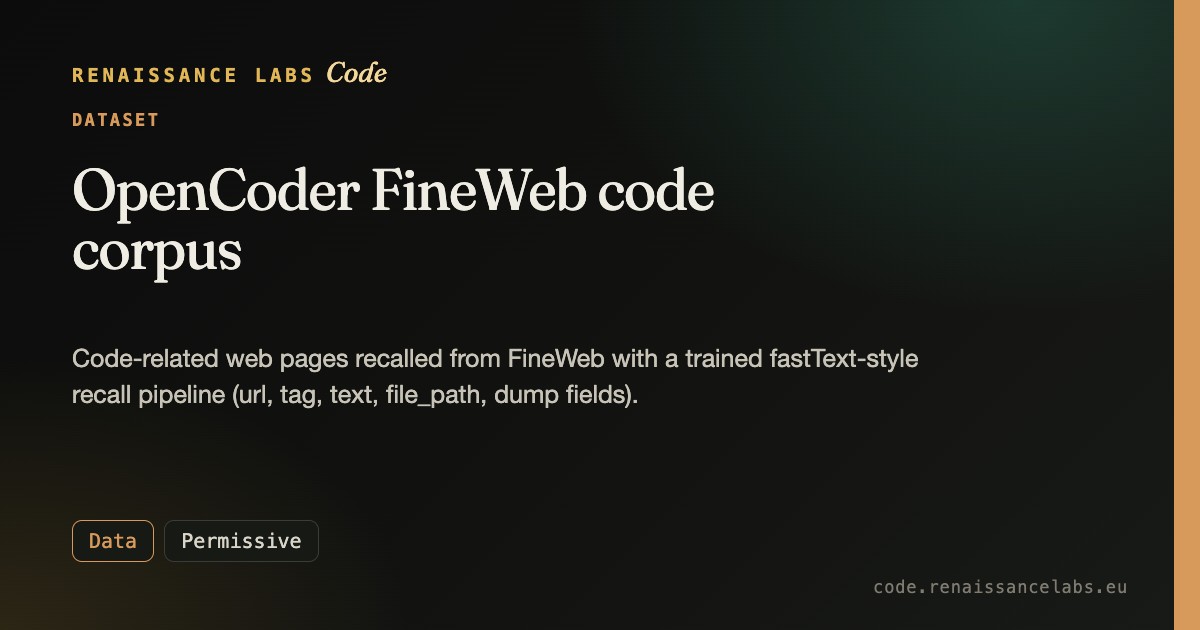 RENAISSANCE LABS Code
DATASET
OpenCoder FineWeb code
corpus
Code-related web pages recalled from FineWeb with a trained fastText-style
recall pipeline (url, tag, text, file_path, dump fields).
Data Permissive
code.renaissancelabs.eu